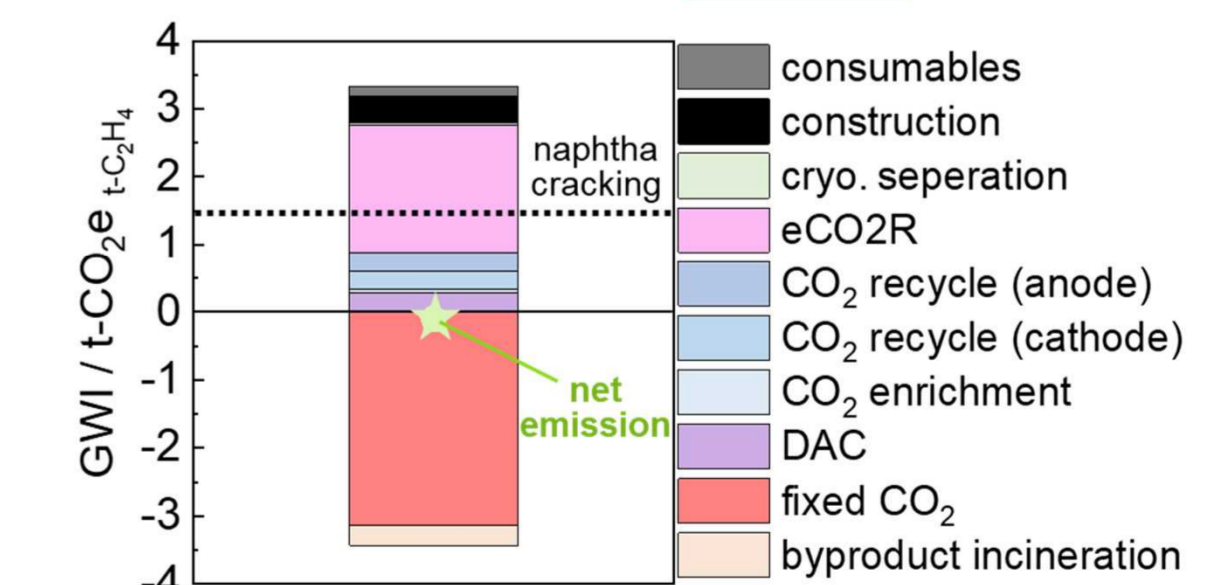 GWI / t-CO₂e t-C₂H₄
4
3
2
1
0
-1
-2
-3
-4
naphtha
cracking
net
emission
consumables
construction
cryo. seperation
eCO2R
CO₂ recycle (anode)
CO₂ recycle (cathode)
CO₂ enrichment
DAC
fixed CO₂
byproduct incineration